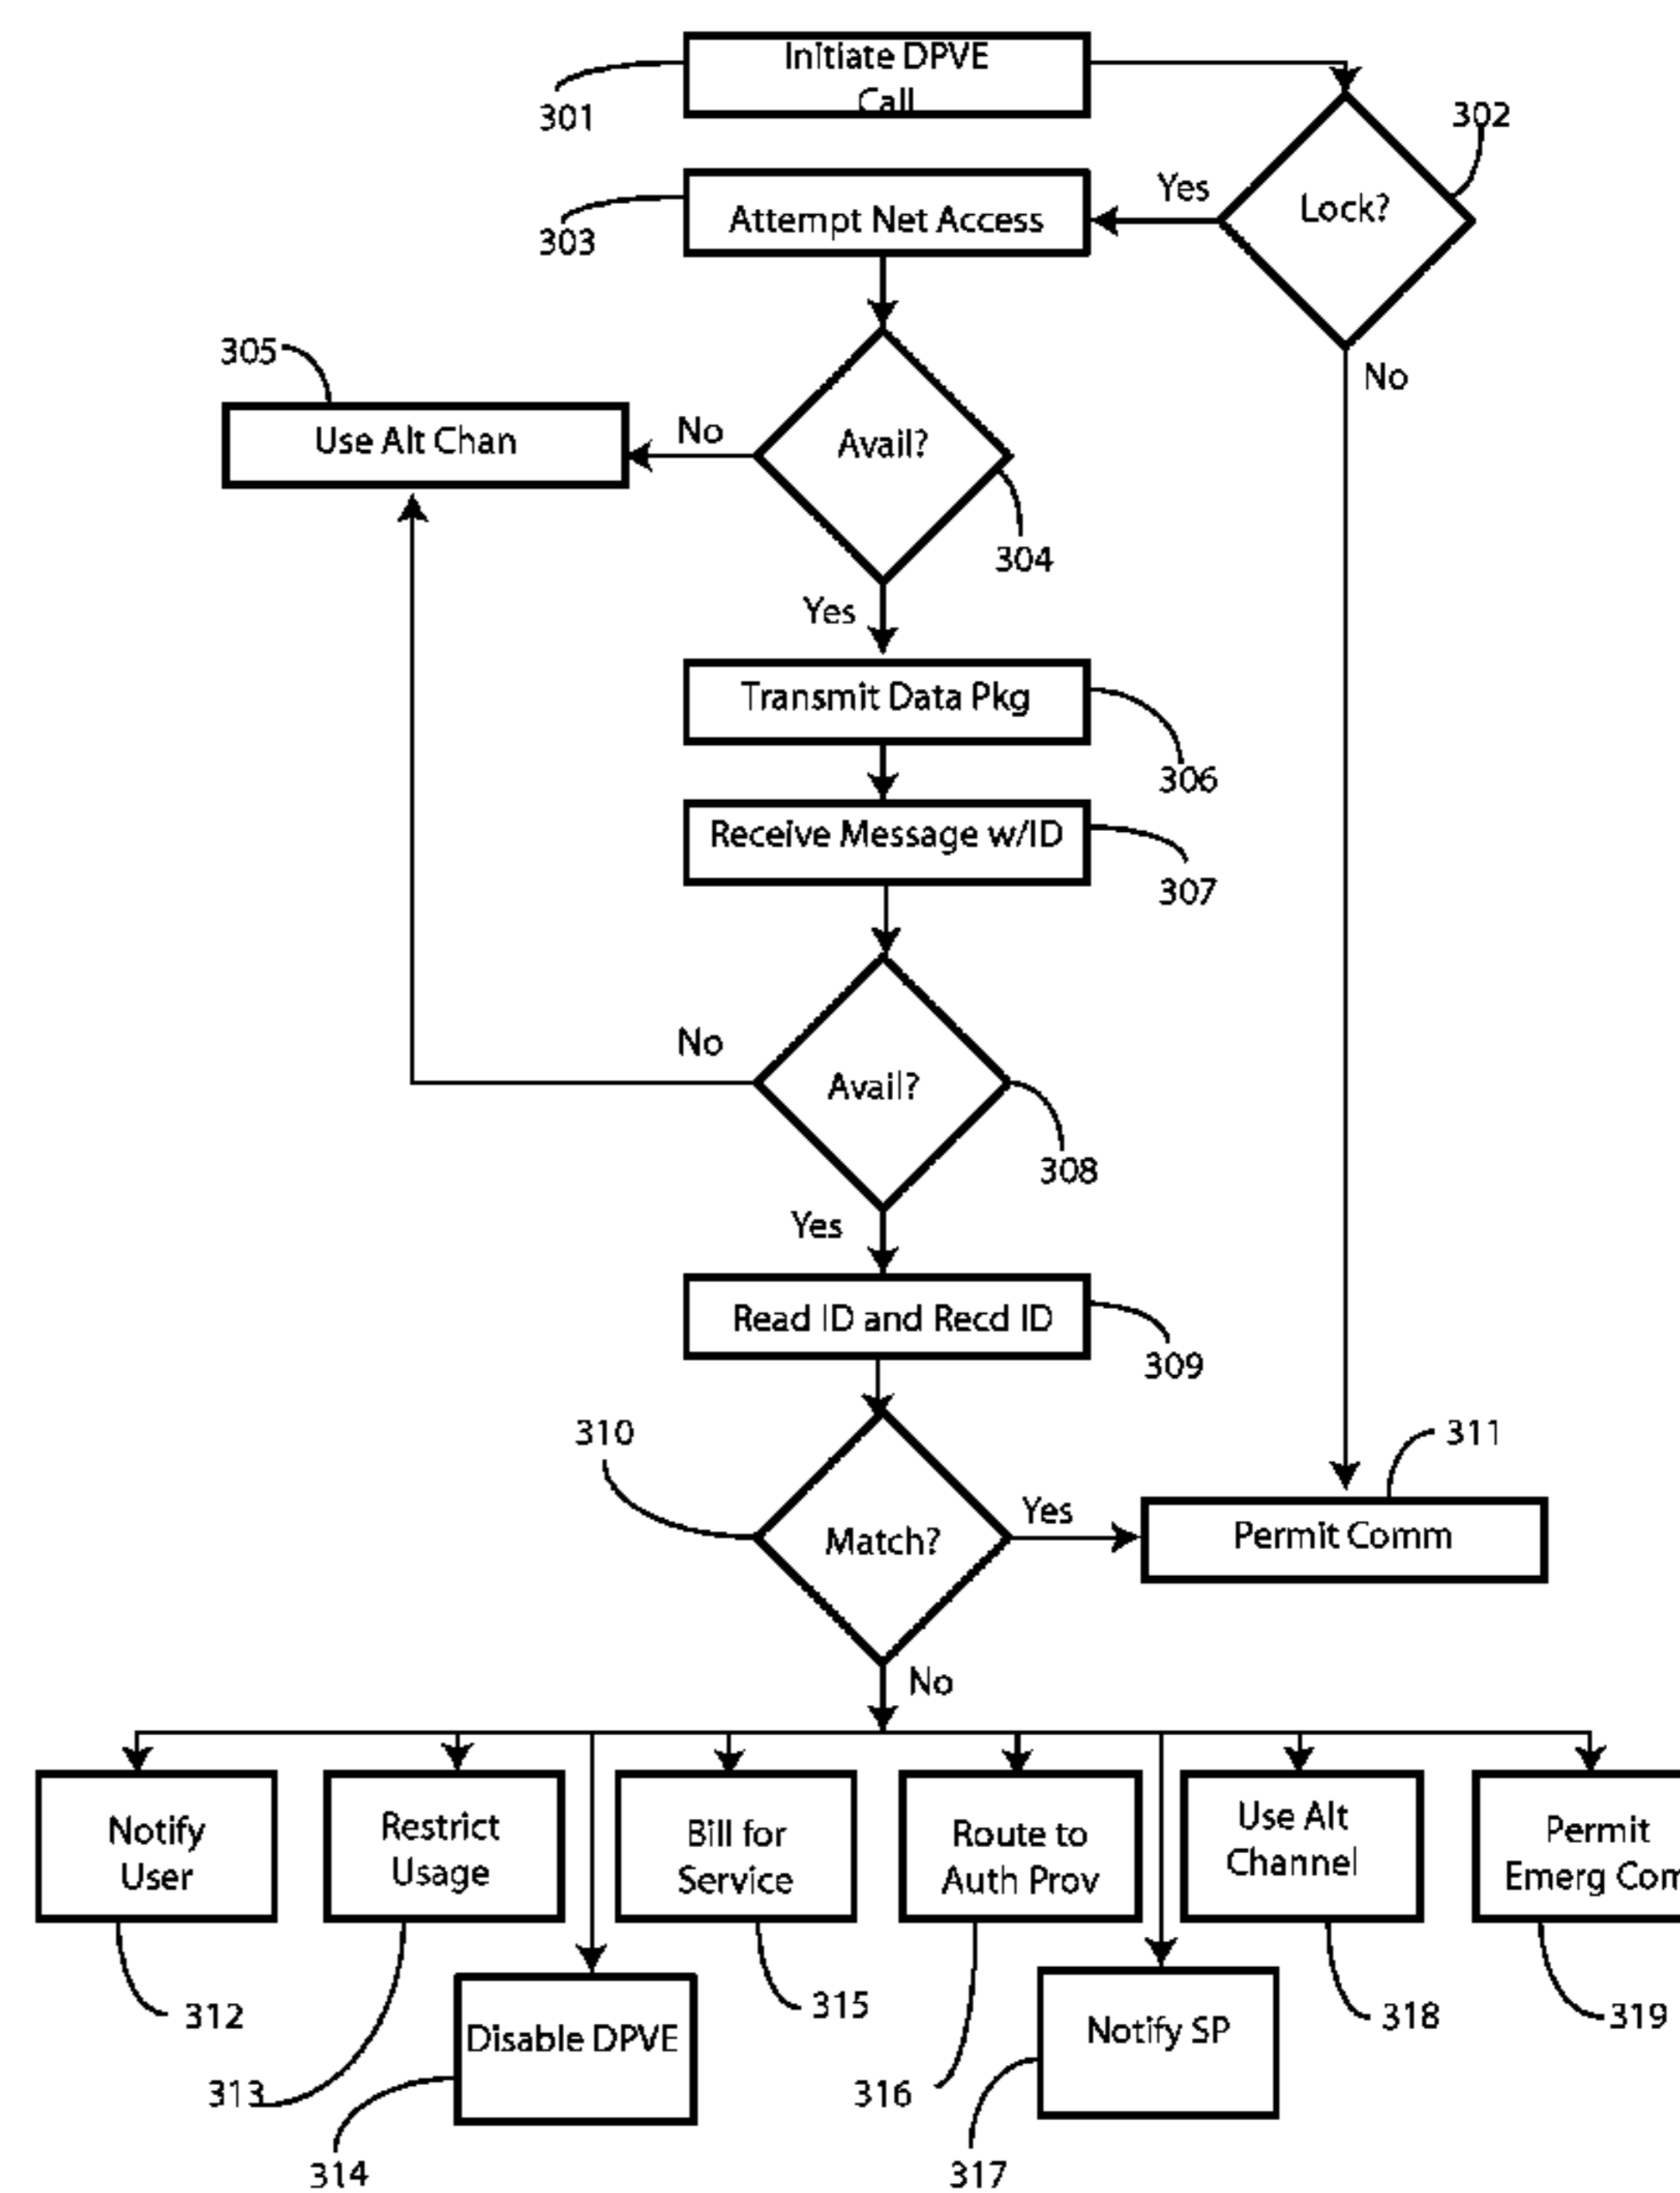 Initiate DPVE
Call
301
302
Yes
Lock?
Attempt Net Access
303
No
305
Use Alt Chan
No
Avail?
304
Yes
Transmit Data Pkg
306
Receive Message w/ID
307
No
Avail?
308
Yes
Read ID and Recd ID
309
310
311
Yes
Match?
Permit Comm
No
Notify
User
Restrict
Usage
Bill for
Service
Route to
Auth Prov
Use Alt
Channel
Permit
Emerg Com
312
313
Disable DPVE
314
315
316
Notify SP
317
318
319